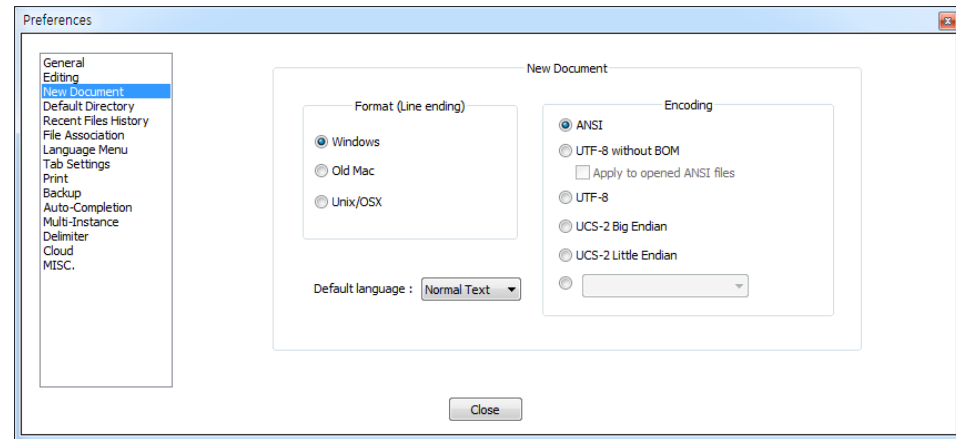 Preferences
General
Editing
New Document
Default Directory
Recent Files History
File Association
Language Menu
Tab Settings
Print
Backup
Auto-Completion
Multi-Instance
Delimiter
Cloud
MISC.
New Document
Format (Line ending)
Windows
Old Mac
Unix/OSX
Default language :
Normal Text
Encoding
ANSI
UTF-8 without BOM
Apply to opened ANSI files
UTF-8
UCS-2 Big Endian
UCS-2 Little Endian
Close